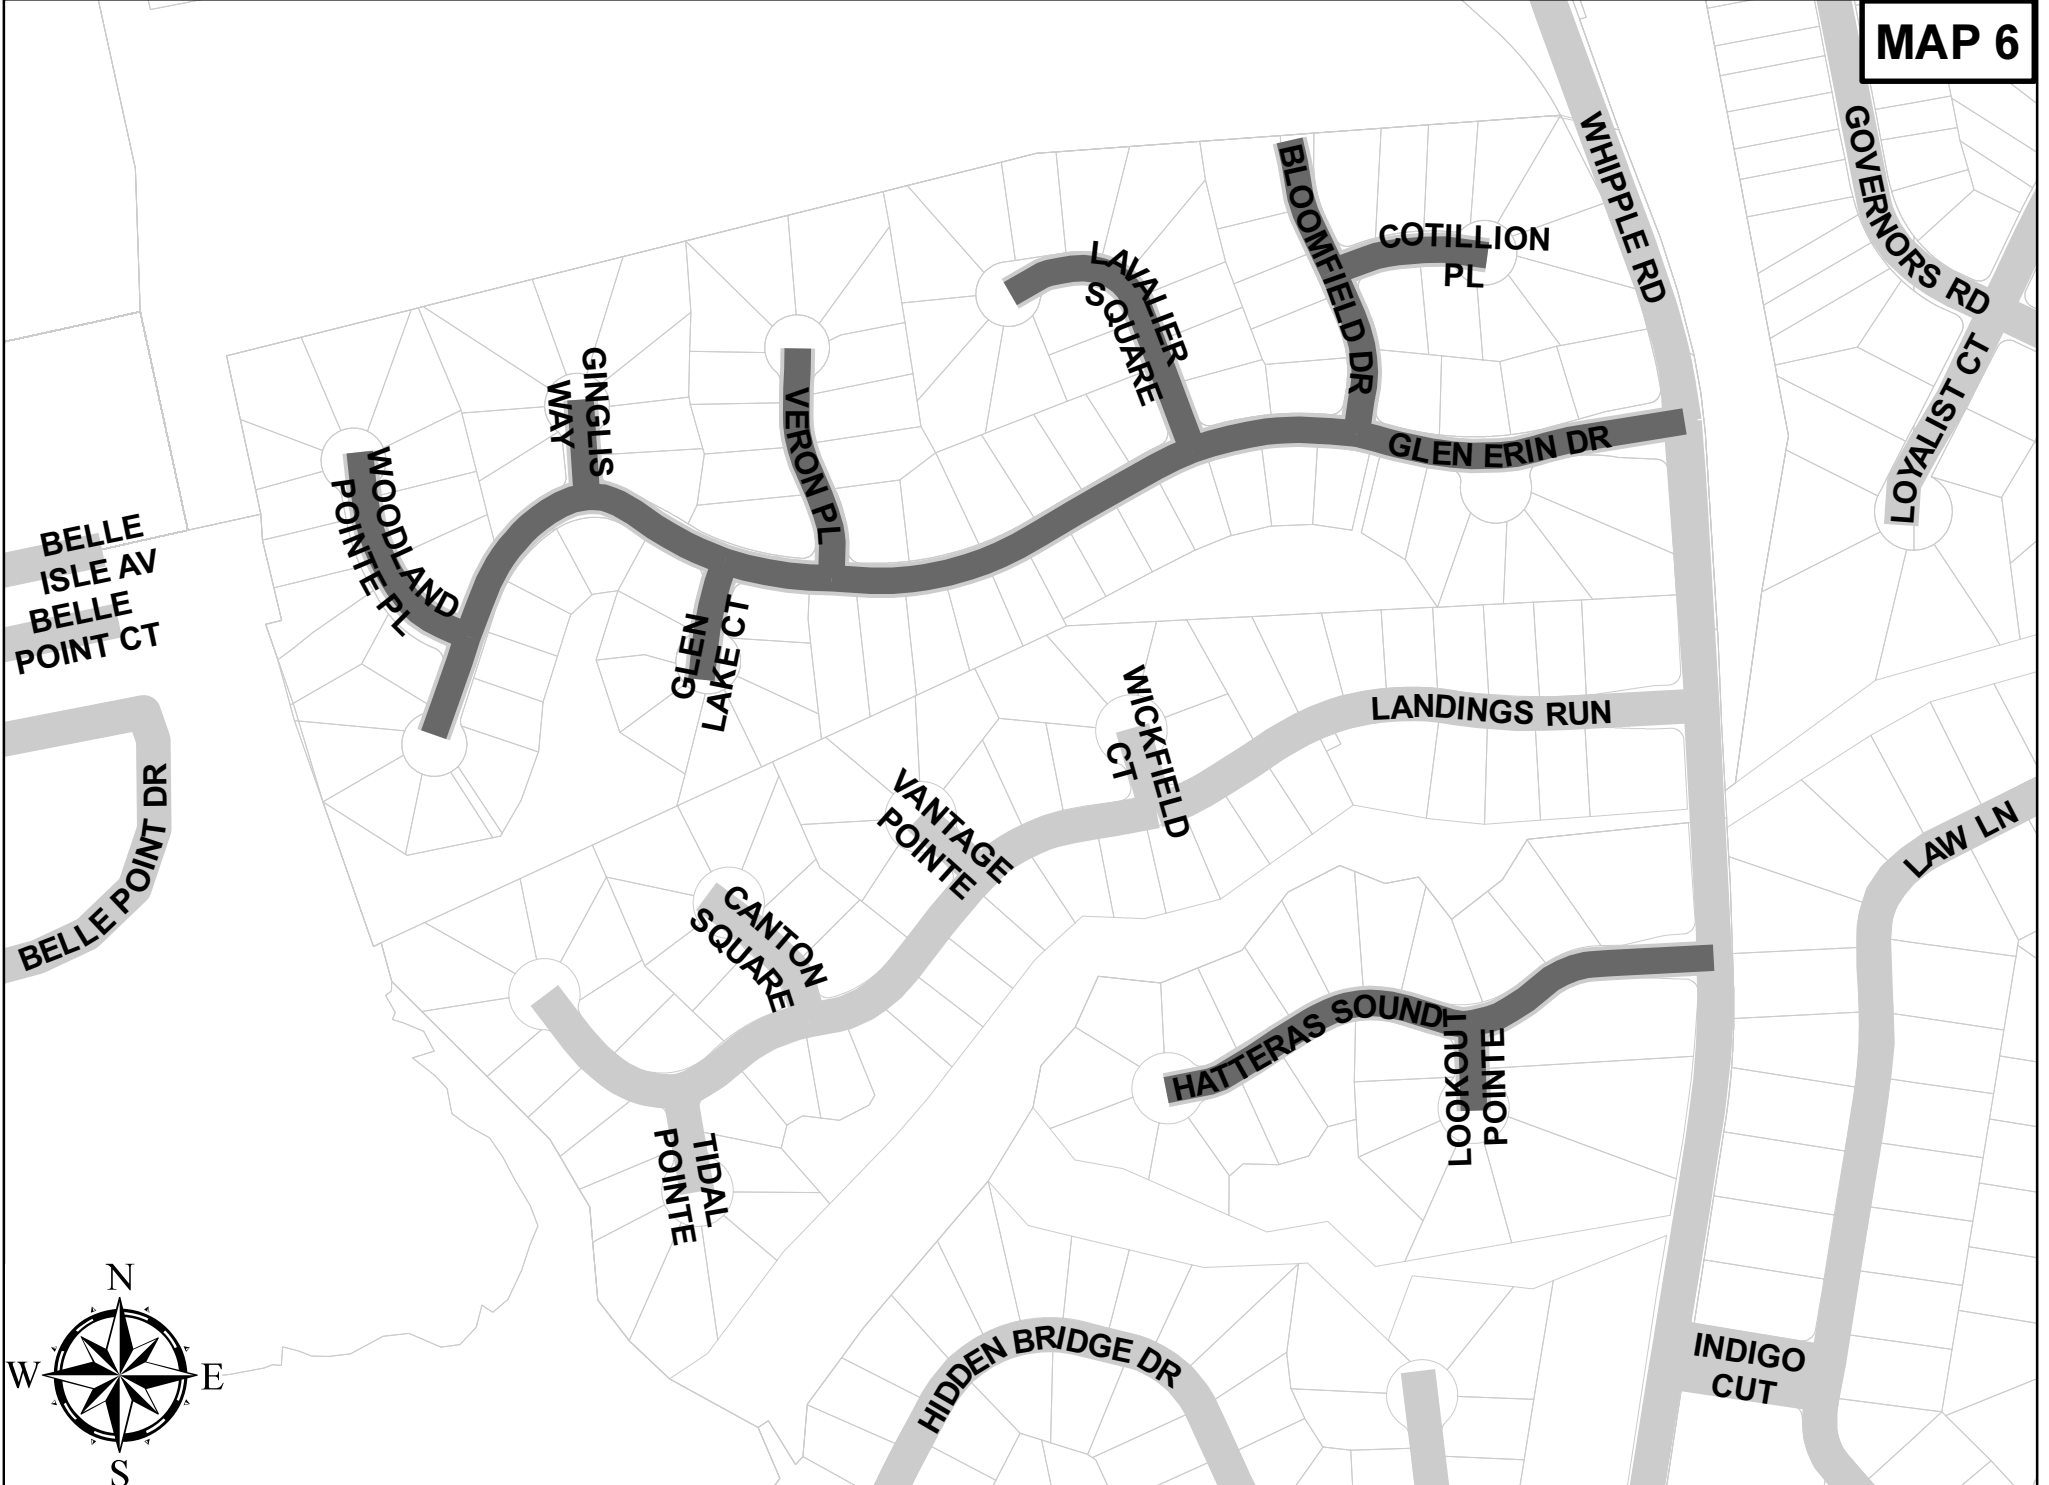 MAP 6
WHIPPLE RD
GOVERNORS RD
LOYALIST CT
BLOOMFIELD DR
COTILLION
PL
LAVALIER
SQUARE
GLEN ERIN DR
VERON PL
GINGLIS
WAY
WOODLAND
POINTE PL
GLEN
LAKE CT
BELLE
ISLE AV
BELLE
POINT CT
BELLE POINT DR
WICKFIELD
CT
LANDINGS RUN
VANTAGE
POINTE
CANTON
SQUARE
TIDAL
POINTE
LAW LN
HATTERAS SOUND
LOOKOUT
POINTE
HIDDEN BRIDGE DR
INDIGO
CUT
N
W
E
S